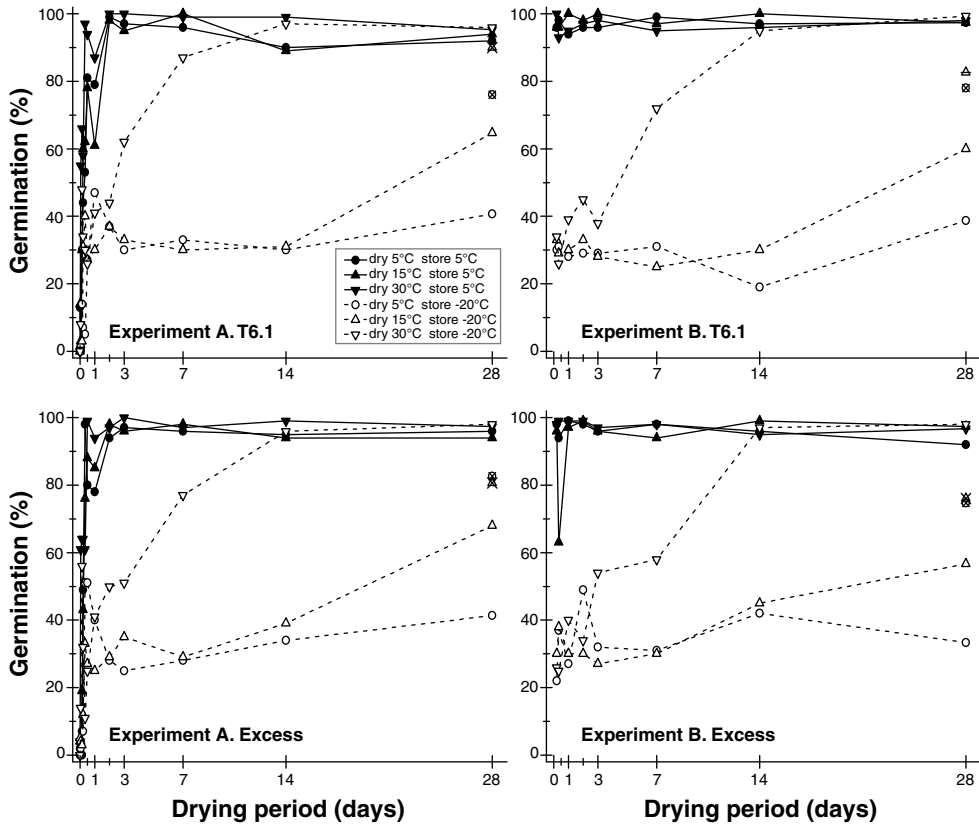 Germination (%)
100
80
60
40
20
0
0 1 3 7 14 28
dry 5°C store 5°C
dry 15°C store 5°C
dry 30°C store 5°C
dry 5°C store -20°C
dry 15°C store -20°C
dry 30°C store -20°C
Experiment A. T6.1
100
80
60
40
20
0
0 1 3 7 14 28
Experiment B. T6.1
Germination (%)
100
80
60
40
20
0
0 1 3 7 14 28
Experiment A. Excess
Drying period (days)
100
80
60
40
20
0
0 1 3 7 14 28
Experiment B. Excess
Drying period (days)